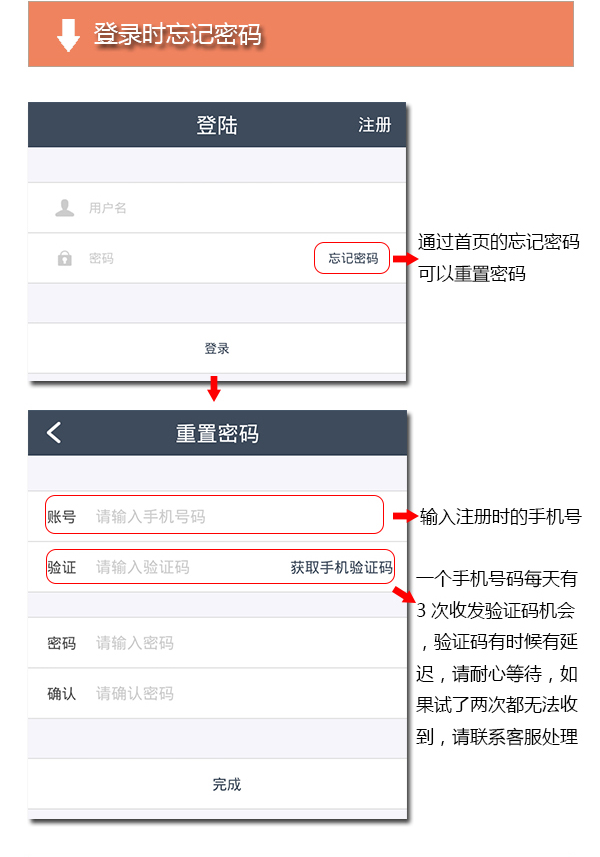 登录时忘记密码
登陆
注册
用户名
密码
忘记密码
通过首页的忘记密码
可以重置密码
登录
重置密码
账号 请输入手机号码
输入注册时的手机号
验证 请输入验证码 获取手机验证码
一个手机号码每天有
3 次收发验证码机会
，验证码有时候有延
迟，请耐心等待，如
果试了两次都无法收
到，请联系客服处理
密码 请输入密码
确认 请确认密码
完成